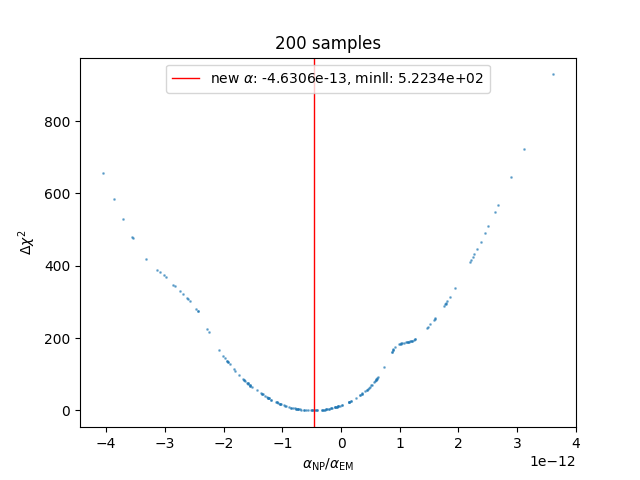 200 samples
new α: -4.6306e-13, minll: 5.2234e+02
Δχ²
800
600
400
200
0
−4 −3 −2 −1 0 1 2 3 4
1e−12
α_NP/α_EM